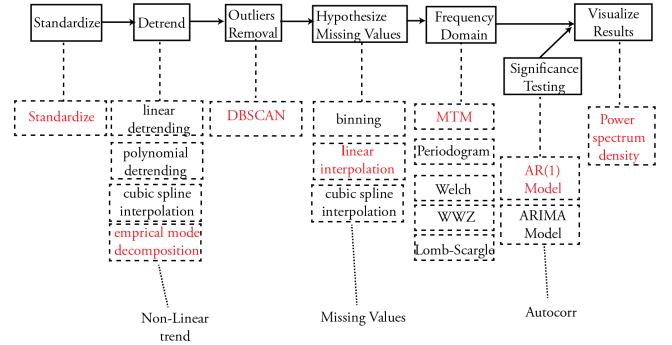 Standardize
Detrend
Outliers
Removal
Hypothesize
Missing Values
Frequency
Domain
Visualize
Results
Significance
Testing
Standardize
linear
detrending
polynomial
detrending
cubic spline
interpolation
emprical mode
decomposition
DBSCAN
binning
linear
interpolation
cubic spline
interpolation
MTM
Periodogram
Welch
WWZ
Lomb-Scargle
AR(1)
Model
ARIMA
Model
Power
spectrum
density
Non-Linear
trend
Missing Values
Autocorr